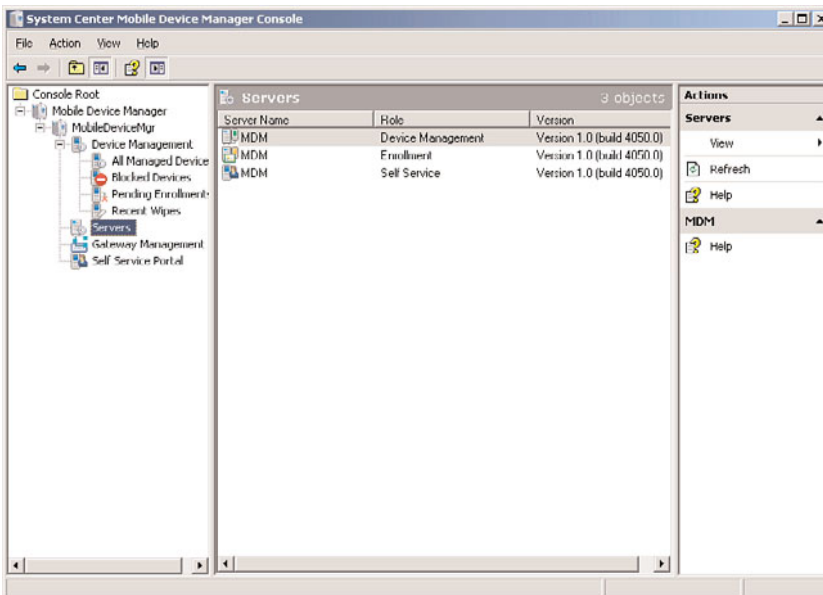 System Center Mobile Device Manager Console
File Action View Help
Console Root
Mobile Device Manager
MobileDeviceMgr
Device Management
All Managed Device
Blocked Devices
Pending Enrollment
Recent Wipes
Servers
Gateway Management
Self Service Portal
Servers 3 objects
Server Name Role Version
MDM Device Management Version 1.0 (build 4050.0)
MDM Enrollment Version 1.0 (build 4050.0)
MDM Self Service Version 1.0 (build 4050.0)
Actions
Servers
View
Refresh
Help
MDM
Help